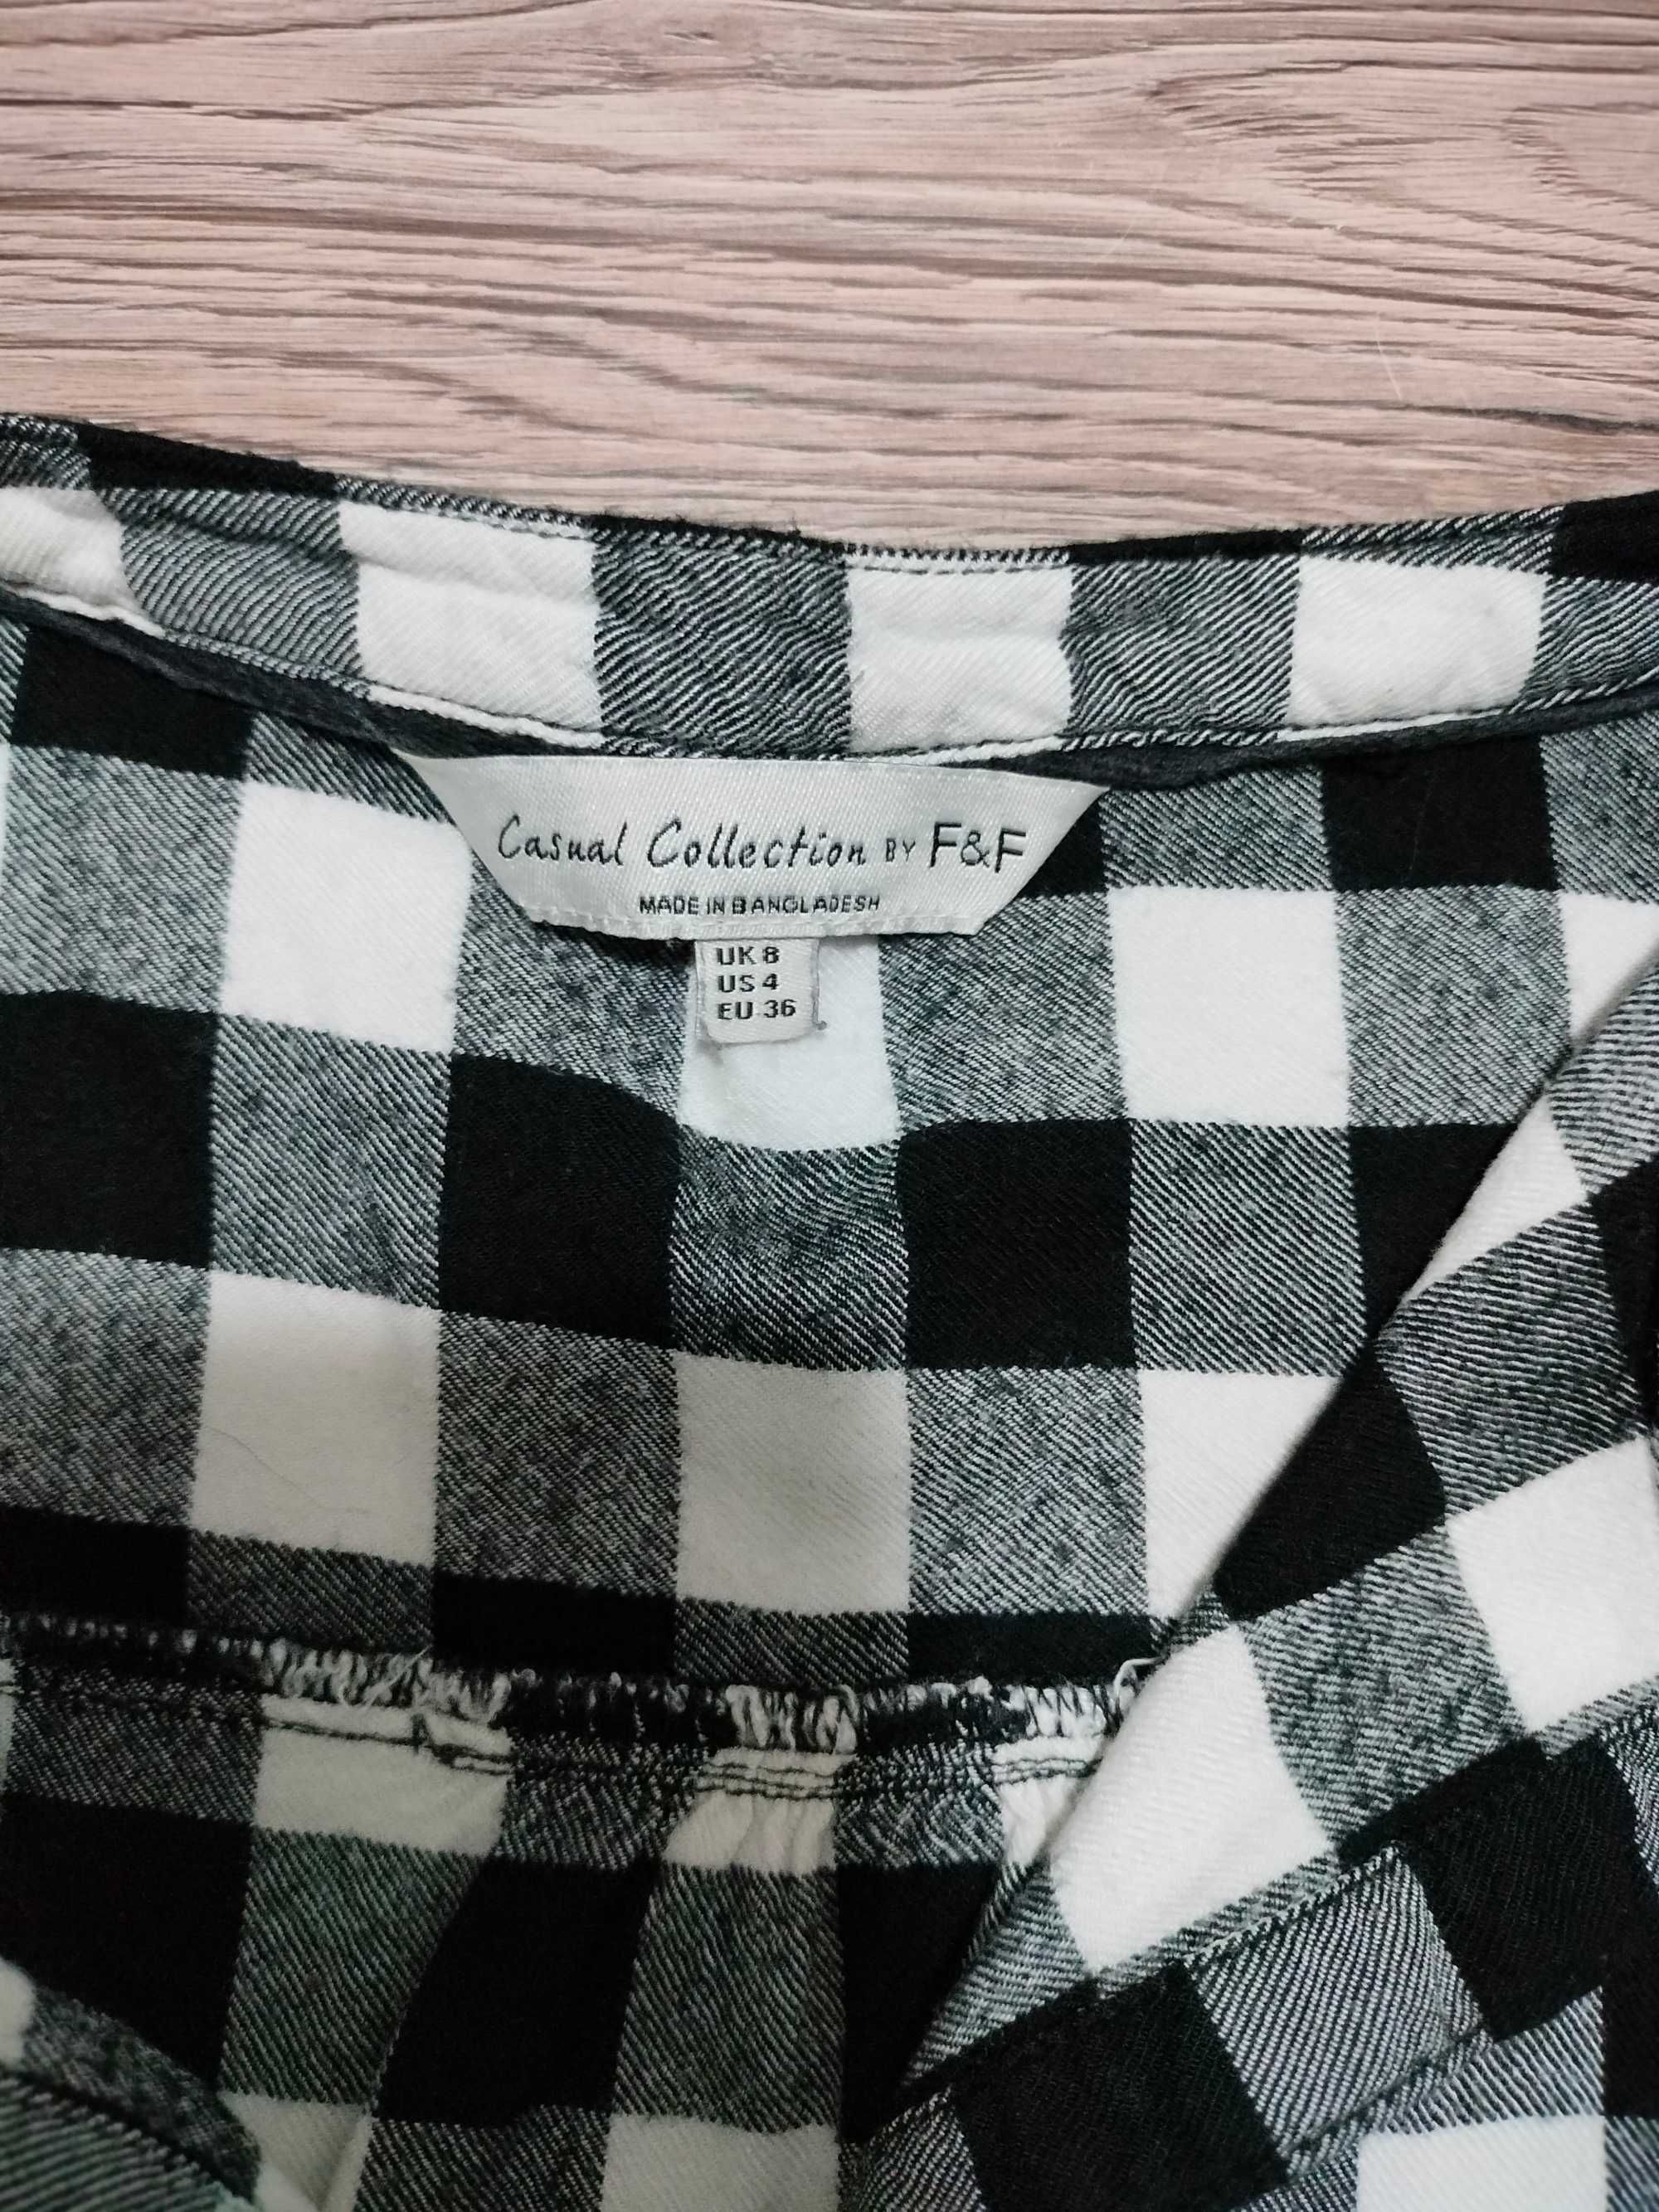 Casual Collection BY F&F
MADE IN BANGLADESH
UK 8
US 4
EU 36